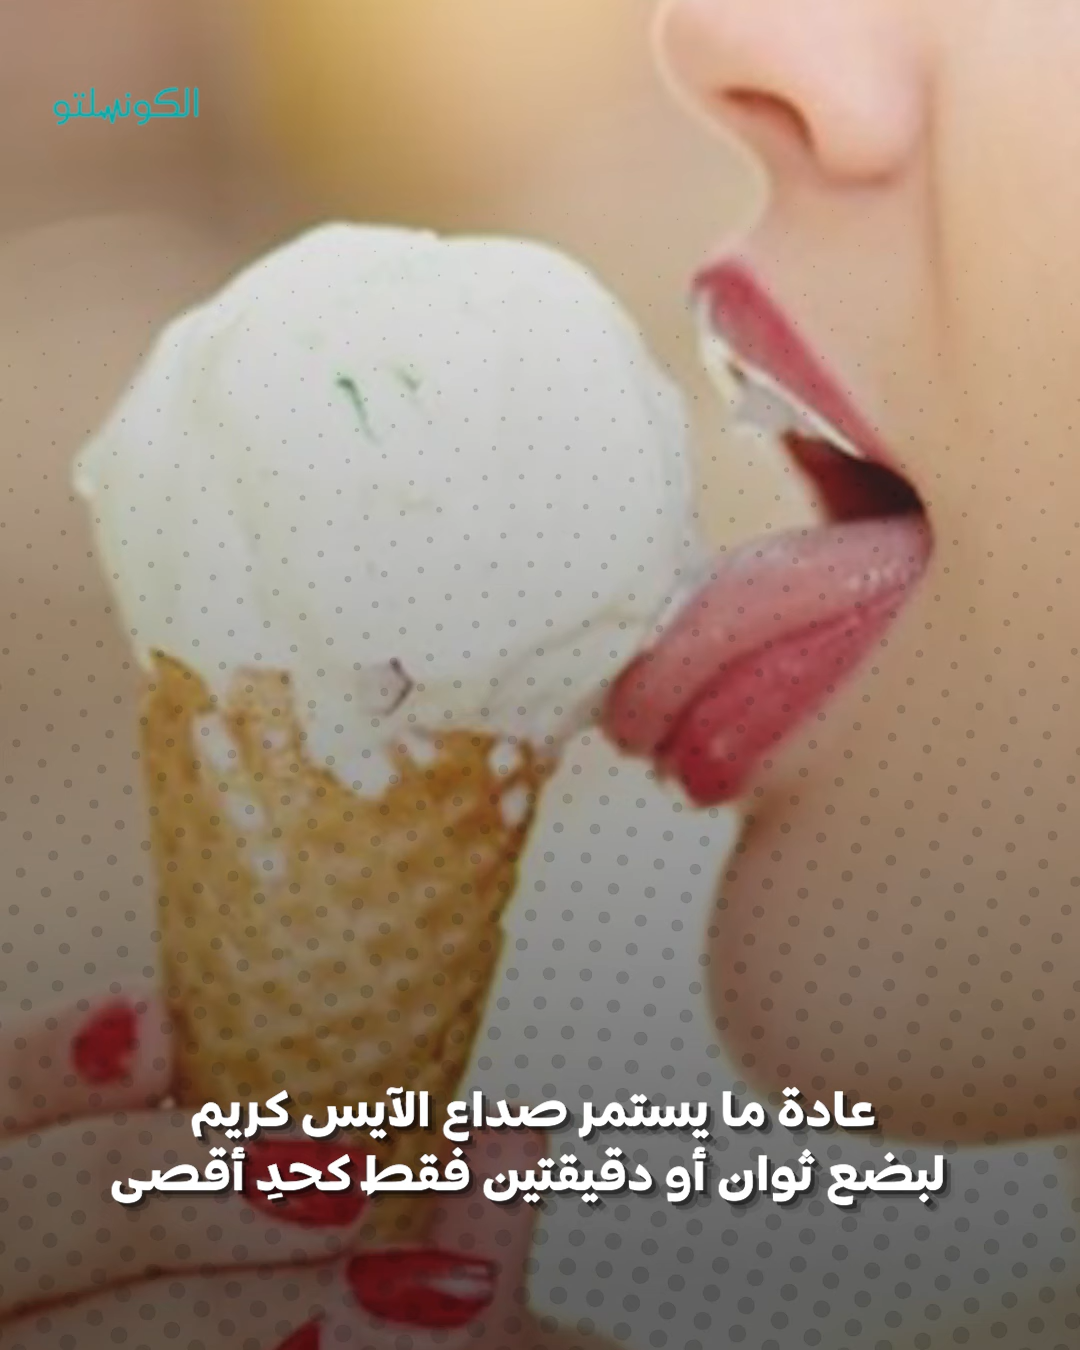 الكونسلتو
عادة ما يستمر صداع الآيس كريم
لبضع ثوان أو دقيقتين فقط كحدِ أقصى